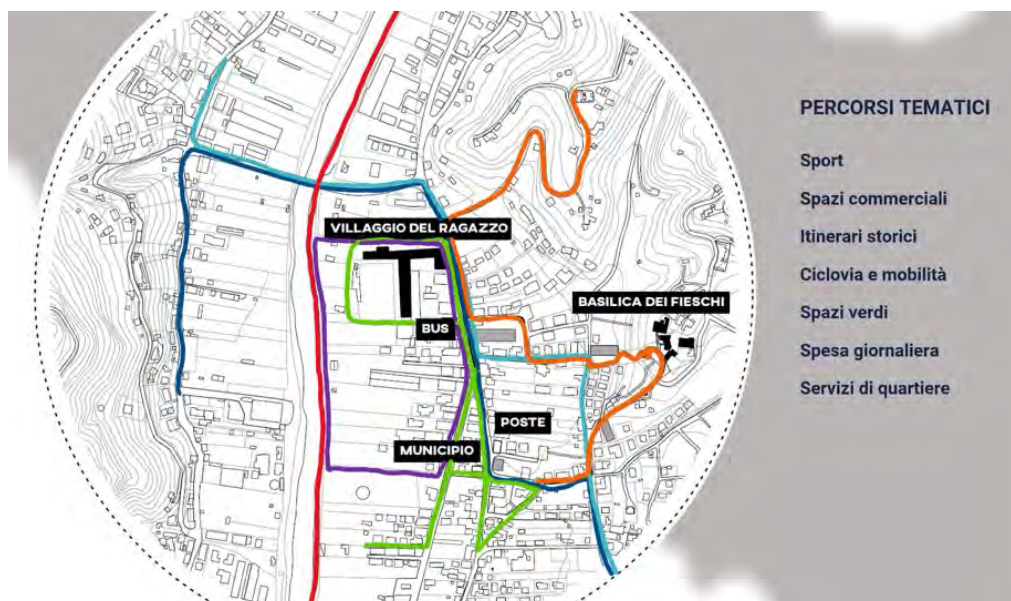 VILLAGGIO DEL RAGAZZO
BASILICA DEI FIESCHI
BUS
POSTE
MUNICIPIO
PERCORSI TEMATICI
Sport
Spazi commerciali
Itinerari storici
Ciclovia e mobilità
Spazi verdi
Spesa giornaliera
Servizi di quartiere